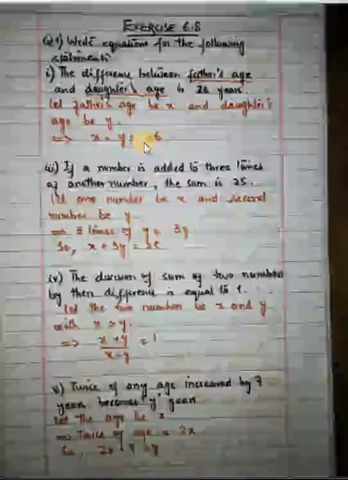 EXERCISE 6.8
Q1) Write equations for the following
statements
i) The difference between father's age
and daughter's age is 26 years.
Let father's age be x and daughter's
age be y.
⟹ x - y = 26
iii) If a number is added to three times
of another number, the sum is 25.
Let one number be x and second
number be y
⟹ 3 times of y = 3y
So, x + 3y = 25
iv) The division of sum of two numbers
by their difference is equal to 1.
Let the two number be x and y
with x > y.
⟹ x + y / x - y = 1
v) Twice of any age increased by 7
years becomes 'y' years
Let the age be x
⟹ Twice of age = 2x
So, 2x + 7 = y